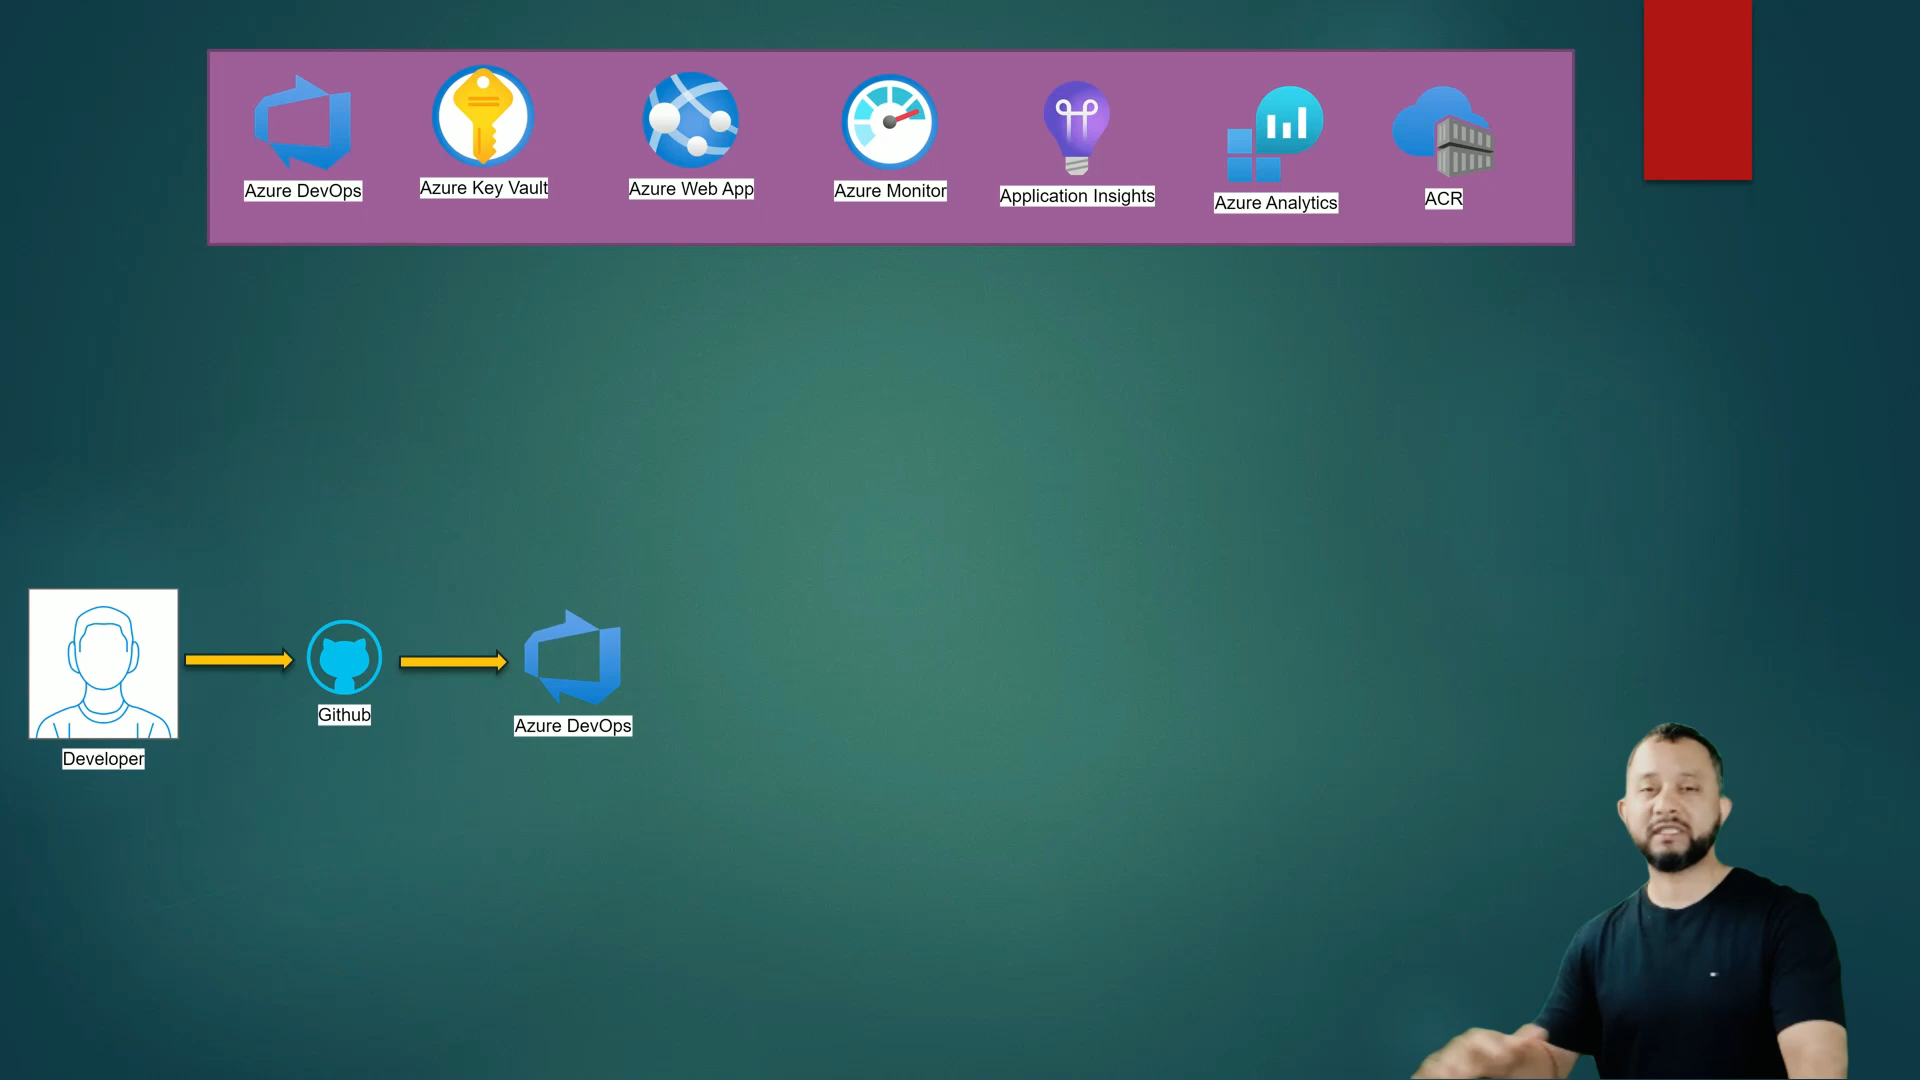 Azure DevOps
Azure Key Vault
Azure Web App
Azure Monitor
Application Insights
Azure Analytics
ACR
Developer
Github
Azure DevOps